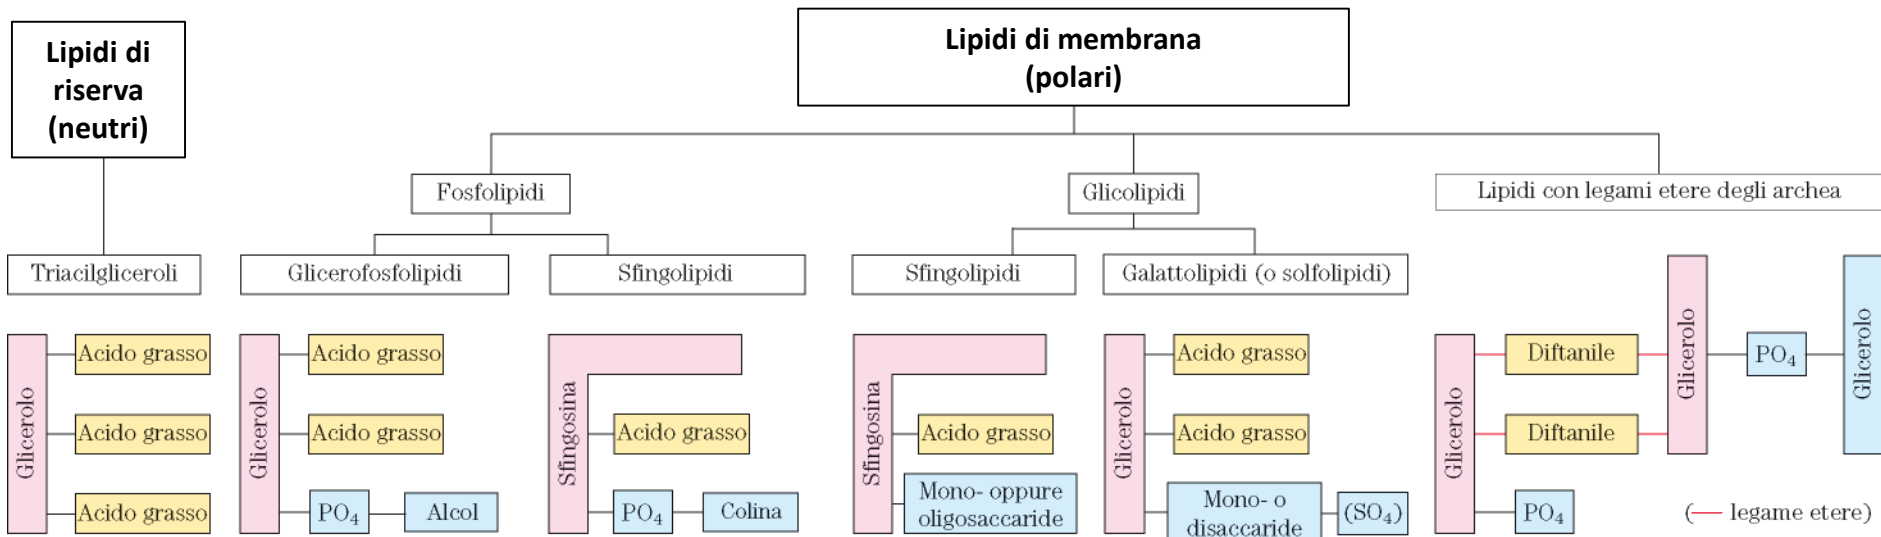 Lipidi di
riserva
(neutri)
Lipidi di membrana
(polari)
Fosfolipidi
Glicolipidi
Lipidi con legami etere degli archea
Triacilgliceroli
Glicerofosfolipidi
Sfingolipidi
Sfingolipidi
Galattolipidi (o solfolipidi)
Glicerolo
Acido grasso
Acido grasso
Acido grasso
Glicerolo
Acido grasso
Acido grasso
PO₄
Alcol
Sfingosina
Acido grasso
PO₄
Colina
Sfingosina
Acido grasso
Mono- oppure
oligosaccaride
Glicerolo
Acido grasso
Acido grasso
Mono- o
disaccaride
(SO₄)
Glicerolo
Diftanile
Diftanile
PO₄
Glicerolo
PO₄
Glicerolo
(— legame etere)